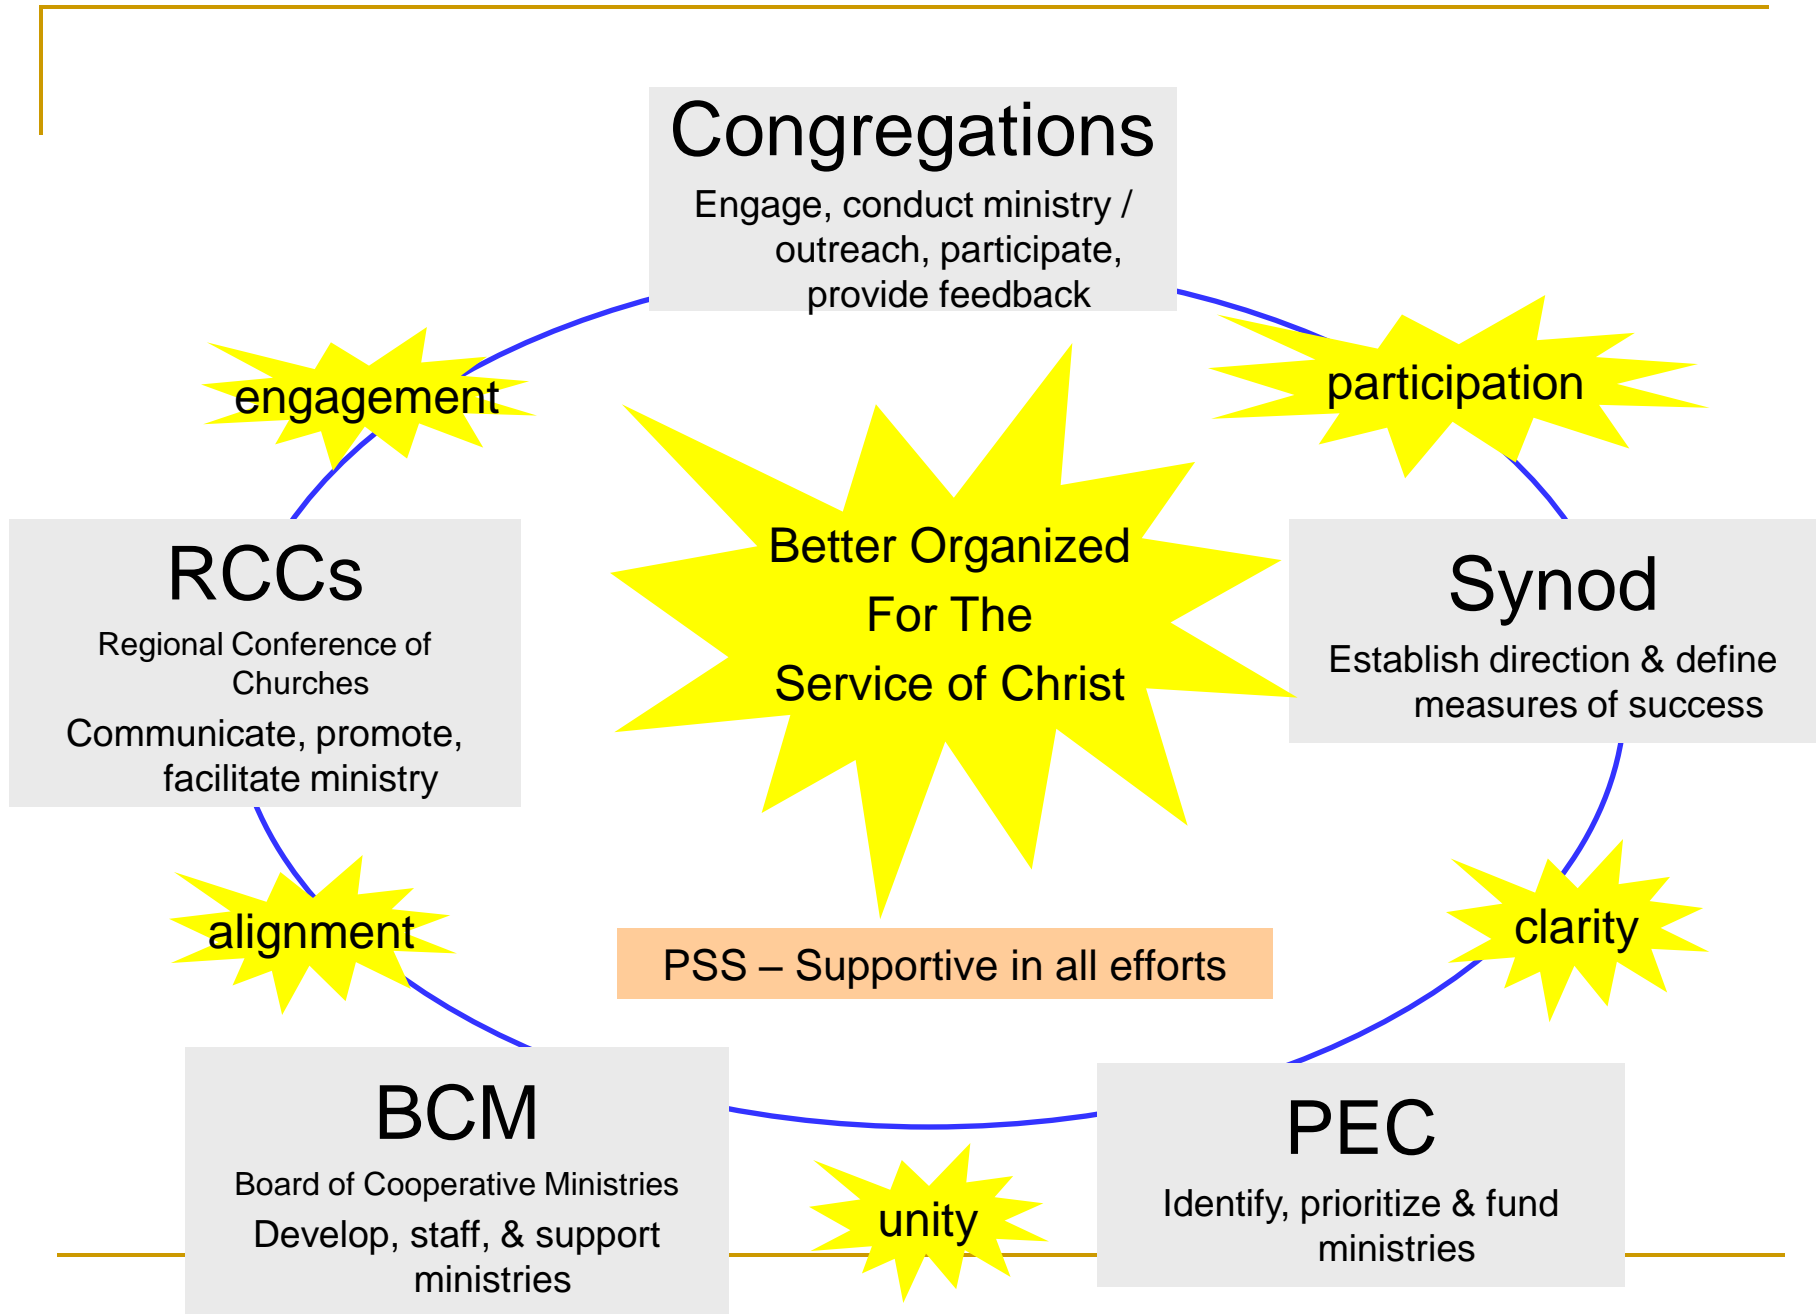 Congregations
Engage, conduct ministry /
outreach, participate,
provide feedback
engagement
participation
Better Organized
For The
Service of Christ
RCCs
Regional Conference of
Churches
Communicate, promote,
facilitate ministry
Synod
Establish direction & define
measures of success
alignment
clarity
PSS – Supportive in all efforts
BCM
Board of Cooperative Ministries
Develop, staff, & support
ministries
unity
PEC
Identify, prioritize & fund
ministries